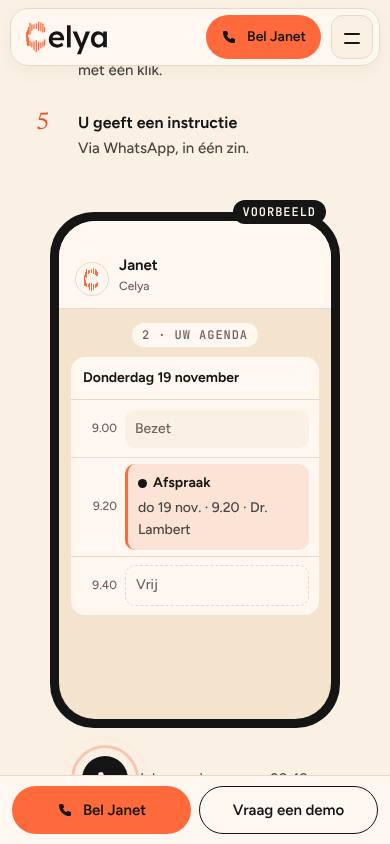 Celya
Bel Janet
met één klik.
5
U geeft een instructie
Via WhatsApp, in één zin.
VOORBEELD
Janet
Celya
2 · UW AGENDA
Donderdag 19 november
9.00
Bezet
Afspraak
9.20
do 19 nov. · 9.20 · Dr.
Lambert
9.40
Vrij
Bel Janet
Vraag een demo